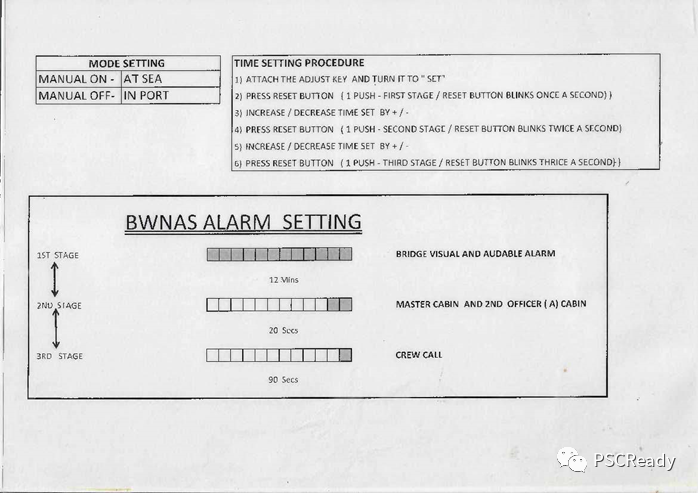 MODE SETTING
MANUAL ON - AT SEA
MANUAL OFF- IN PORT
TIME SETTING PROCEDURE
1) ATTACH THE ADJUST KEY AND TURN IT TO " SET"
2) PRESS RESET BUTTON ( 1 PUSH - FIRST STAGE / RESET BUTTON BLINKS ONCE A SECOND) )
3) INCREASE / DECREASE TIME SET BY + / -
4) PRESS RESET BUTTON ( 1 PUSH - SECOND STAGE / RESET BUTTON BLINKS TWICE A SECOND)
5) INCREASE / DECREASE TIME SET BY + / -
6) PRESS RESET BUTTON ( 1 PUSH - THIRD STAGE / RESET BUTTON BLINKS THRICE A SECOND) )
BWNAS ALARM SETTING
1ST STAGE BRIDGE VISUAL AND AUDABLE ALARM
12 Mins
2ND STAGE MASTER CABIN AND 2ND OFFICER ( A) CABIN
20 Secs
3RD STAGE CREW CALL
90 Secs
PSCReady